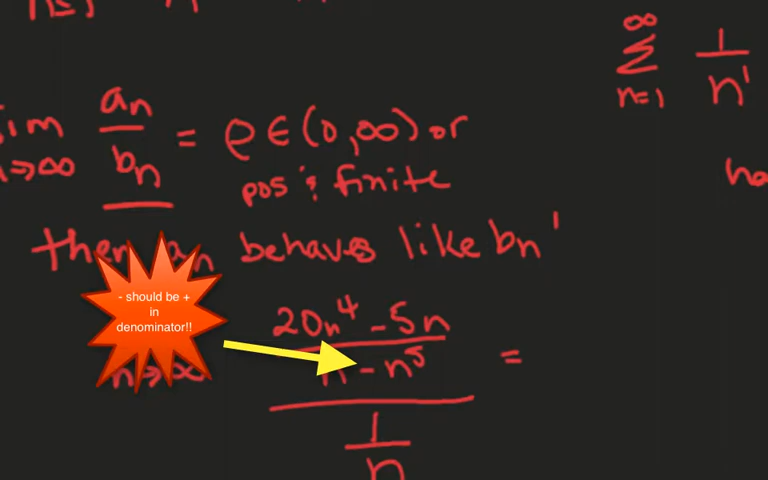 ∞
Σ 1/n'
n=1
lim an/bn = ρ ∈ (0,∞) or
n→∞
pos & finite
then an behaves like bn'
- should be +
in
denominator!!
20n⁴ - 5n
n - n⁵ =
n→∞
1
n